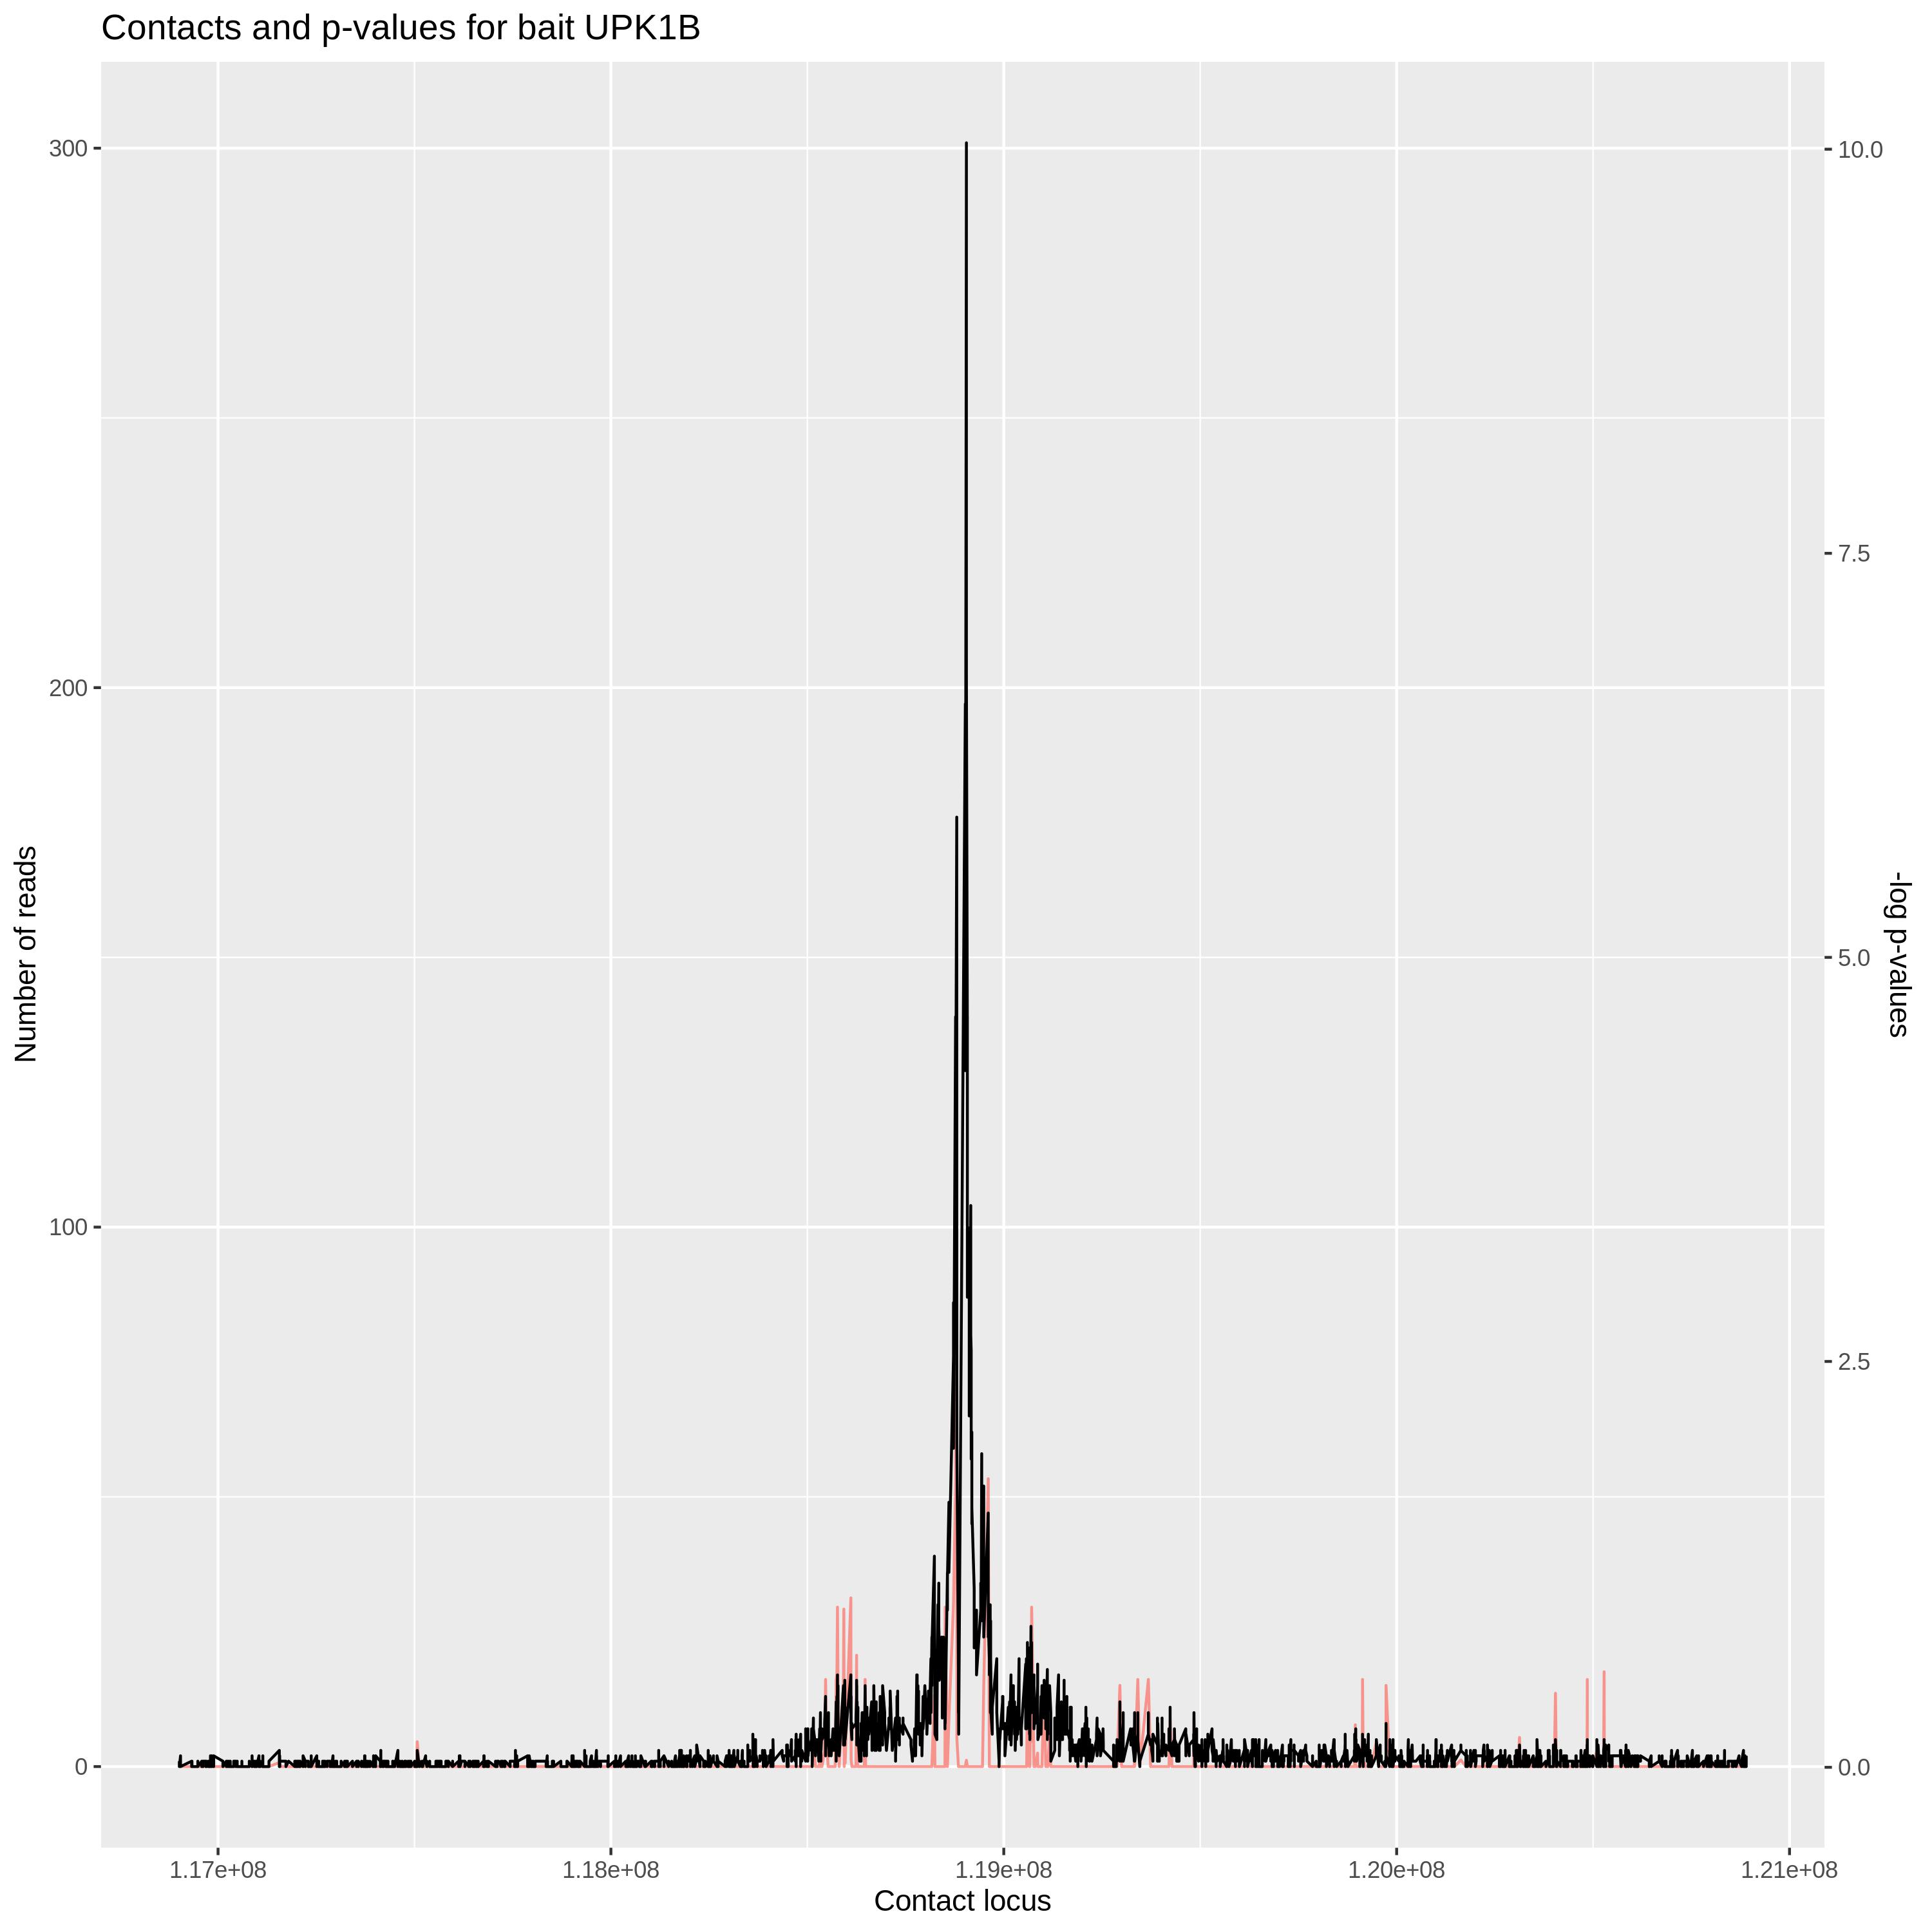 Contacts and p-values for bait UPK1B
300
200
100
0
Number of reads
10.0
7.5
5.0
2.5
0.0
-log p-values
1.17e+08 1.18e+08 1.19e+08 1.20e+08 1.21e+08
Contact locus